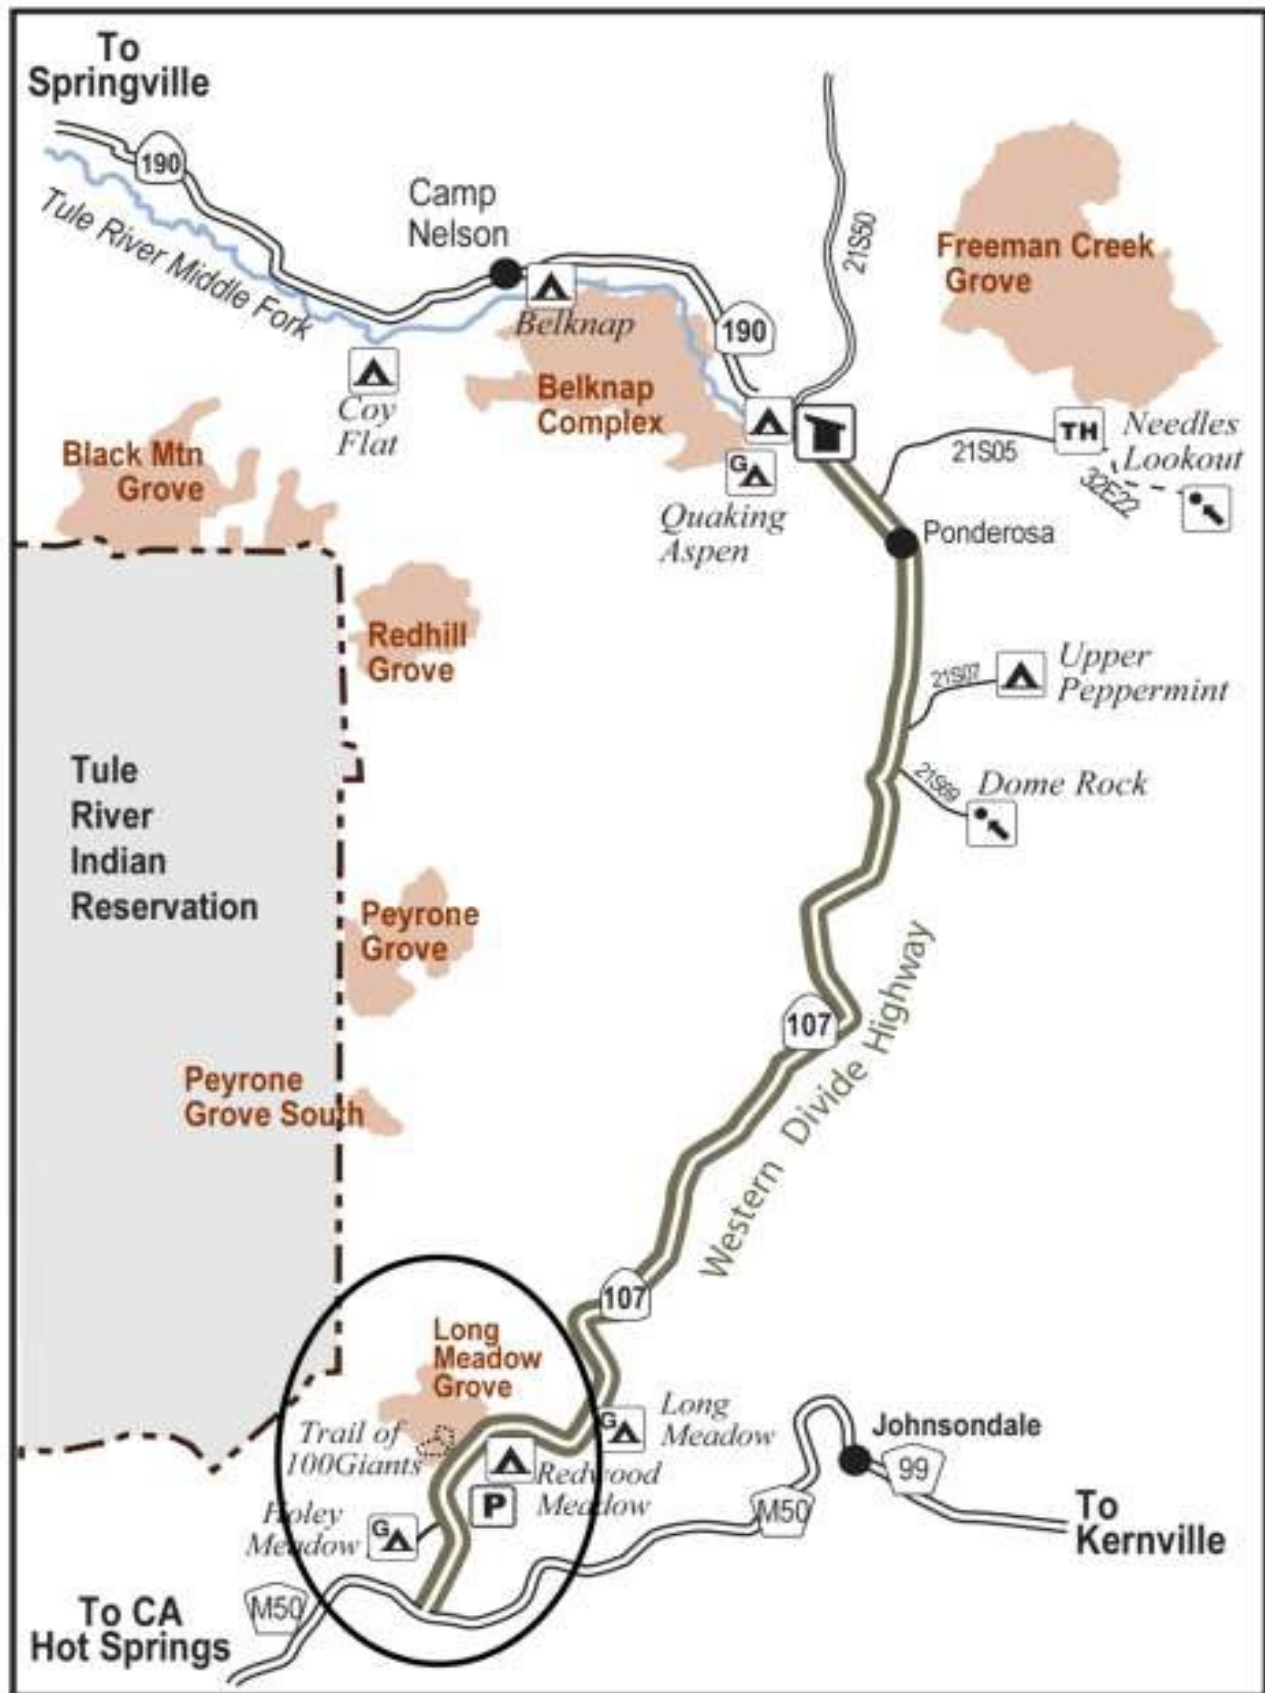 To
Springville
190
Tule River Middle Fork
Camp
Nelson
Belknap
190
21S50
Freeman Creek
Grove
Coy
Flat
Belknap
Complex
Black Mtn
Grove
G
Quaking
Aspen
21S05
TH
Needles
Lookout
32E22
Ponderosa
Redhill
Grove
21S07
Upper
Peppermint
Tule
River
Indian
Reservation
21S69
Dome Rock
Peyrone
Grove
107
Western Divide Highway
Peyrone
Grove South
107
Long
Meadow
Grove
G
Long
Meadow
Trail of
100Giants
Redwood
Meadow
P
Holey
Meadow
G
Johnsondale
99
M50
To
Kernville
M50
To CA
Hot Springs